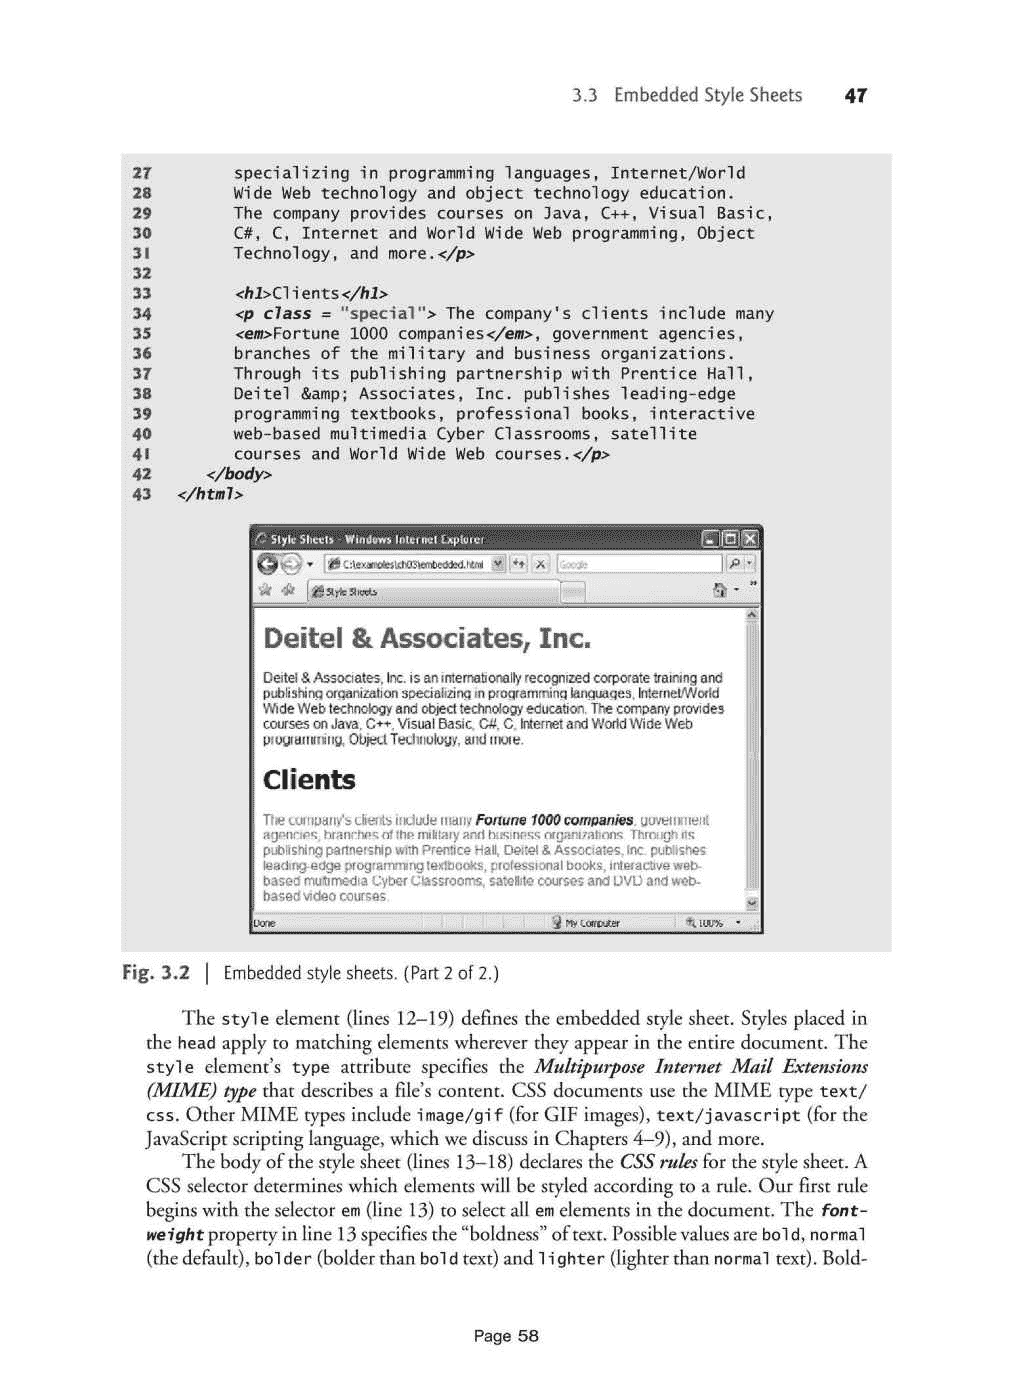 3.3 Embedded Style Sheets 47
27 specializing in programming languages, Internet/World
28 Wide Web technology and object technology education.
29 The company provides courses on Java, C++, Visual Basic,
30 C#, C, Internet and World Wide Web programming, Object
31 Technology, and more.</p>
32
33 <h1>Clients</h1>
34 <p class = "special"> The company's clients include many
35 <em>Fortune 1000 companies</em>, government agencies,
36 branches of the military and business organizations.
37 Through its publishing partnership with Prentice Hall,
38 Deitel &amp; Associates, Inc. publishes leading-edge
39 programming textbooks, professional books, interactive
40 web-based multimedia Cyber Classrooms, satellite
41 courses and World Wide Web courses.</p>
42 </body>
43 </html>
Style Sheets - Windows Internet Explorer
C:\examples\ch03\embedded.html Google
Style Sheets
Deitel & Associates, Inc.
Deitel & Associates, Inc. is an internationally recognized corporate training and
publishing organization specializing in programming languages, Internet/World
Wide Web technology and object technology education. The company provides
courses on Java, C++, Visual Basic, C#, C, Internet and World Wide Web
programming, Object Technology, and more.
Clients
The company's clients include many Fortune 1000 companies, government
agencies, branches of the military and business organizations. Through its
publishing partnership with Prentice Hall, Deitel & Associates, Inc. publishes
leading-edge programming textbooks, professional books, interactive web-
based multimedia Cyber Classrooms, satellite courses and DVD and web-
based video courses.
Done My Computer 100%
Fig. 3.2 | Embedded style sheets. (Part 2 of 2.)
The style element (lines 12–19) defines the embedded style sheet. Styles placed in
the head apply to matching elements wherever they appear in the entire document. The
style element's type attribute specifies the Multipurpose Internet Mail Extensions
(MIME) type that describes a file's content. CSS documents use the MIME type text/
css. Other MIME types include image/gif (for GIF images), text/javascript (for the
JavaScript scripting language, which we discuss in Chapters 4–9), and more.
The body of the style sheet (lines 13–18) declares the CSS rules for the style sheet. A
CSS selector determines which elements will be styled according to a rule. Our first rule
begins with the selector em (line 13) to select all em elements in the document. The font-
weight property in line 13 specifies the “boldness” of text. Possible values are bold, normal
(the default), bolder (bolder than bold text) and lighter (lighter than normal text). Bold-
Page 58